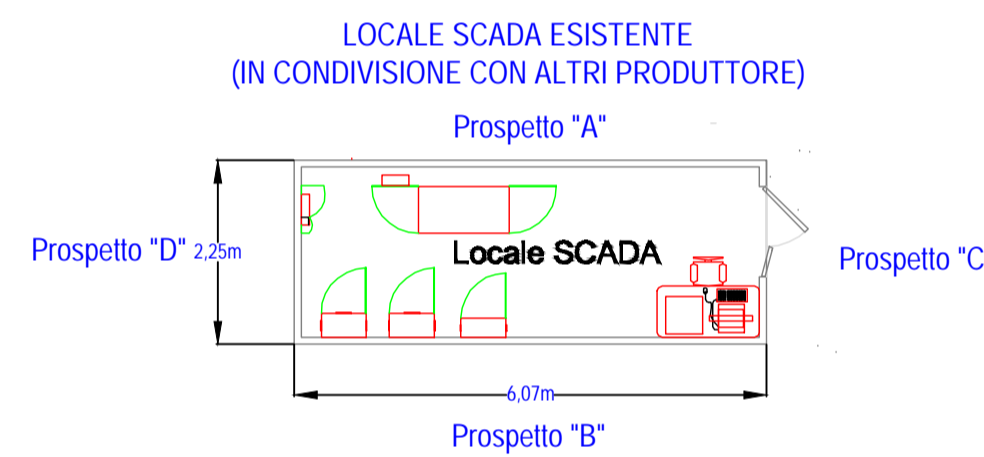 LOCALE SCADA ESISTENTE
(IN CONDIVISIONE CON ALTRI PRODUTTORE)
Prospetto "A"
Prospetto "D"
2,25m
Locale SCADA
Prospetto "C
6,07m
Prospetto "B"